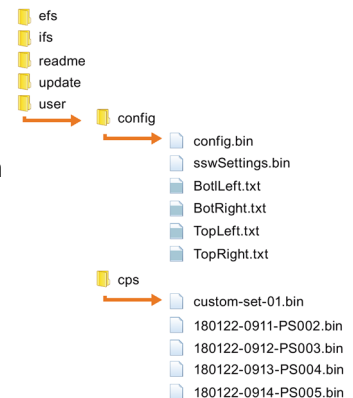 efs
ifs
readme
update
user
config
config.bin
sswSettings.bin
BotlLeft.txt
BotRight.txt
TopLeft.txt
TopRight.txt
cps
custom-set-01.bin
180122-0911-PS002.bin
180122-0912-PS003.bin
180122-0913-PS004.bin
180122-0914-PS005.bin